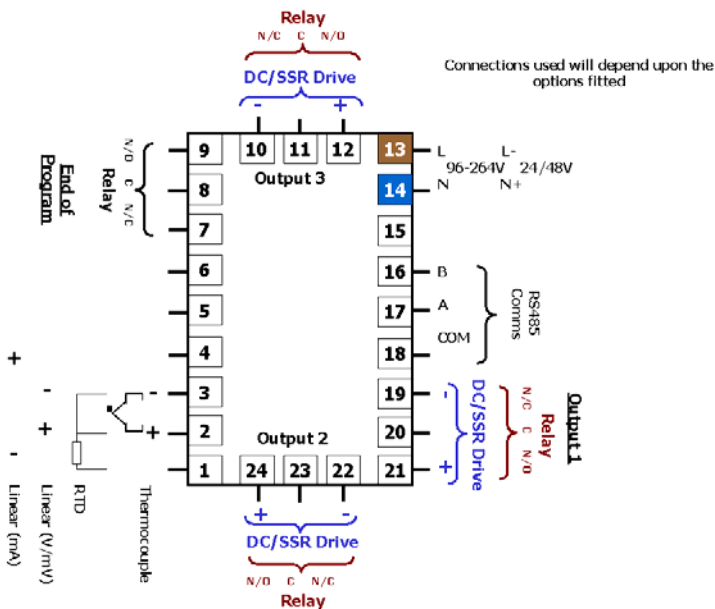 Relay
N/C C N/O
DC/SSR Drive
- +
Connections used will depend upon the
options fitted
9 10 11 12 13
Output 3
L L-
96-264V 24/48V
N N+
N/O C N/C
Relay
End of
Program
8 14
7 15
6 16
B
5 17
A
COM
4 18
RS485
Comms
3 19
2 20
1 21
Output 2
24 23 22
- +
DC/SSR Drive
N/C C N/O
Relay
Output 1
- +
Thermocouple
RTD
- +
Linear (V/mV)
+ -
Linear (mA)
+ -
DC/SSR Drive
N/O C N/C
Relay